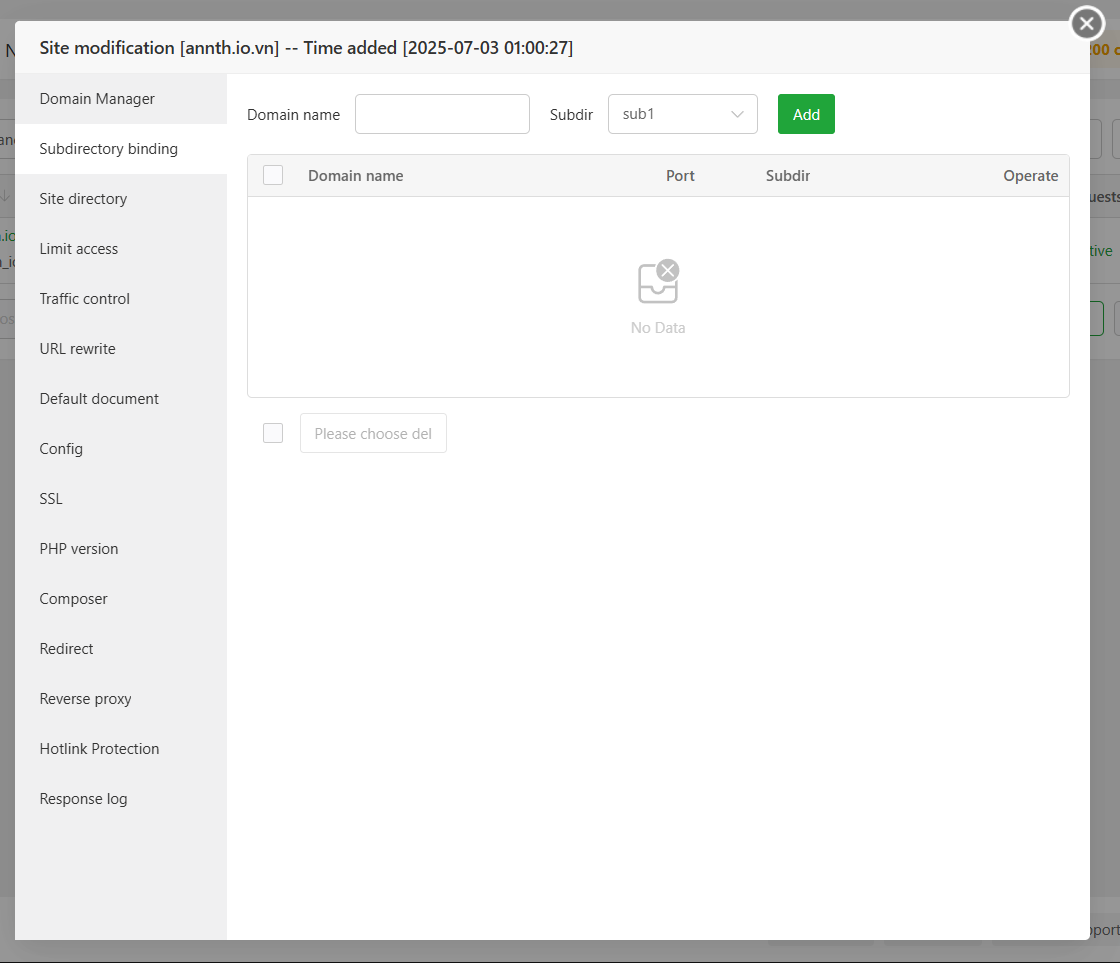 Site modification [annth.io.vn] -- Time added [2025-07-03 01:00:27]
Domain Manager
Subdirectory binding
Site directory
Limit access
Traffic control
URL rewrite
Default document
Config
SSL
PHP version
Composer
Redirect
Reverse proxy
Hotlink Protection
Response log
Domain name
Subdir
sub1
Add
Domain name Port Subdir Operate
No Data
Please choose del